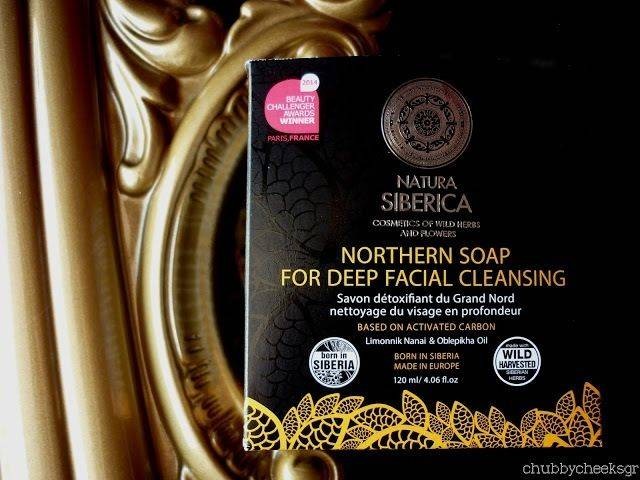 2014
BEAUTY
CHALLENGER
AWARDS
WINNER
PARIS, FRANCE
NATURA
SIBERICA
COSMETICS OF WILD HERBS
AND FLOWERS
NORTHERN SOAP
FOR DEEP FACIAL CLEANSING
Savon détoxifiant du Grand Nord
nettoyage du visage en profondeur
BASED ON ACTIVATED CARBON
Limonnik Nanai & Oblepikha Oil
born in
SIBERIA
BORN IN SIBERIA
MADE IN EUROPE
120 ml/ 4.06 fl.oz
made with
WILD
HARVESTED
SIBERIAN
HERBS
chubbycheeksgr